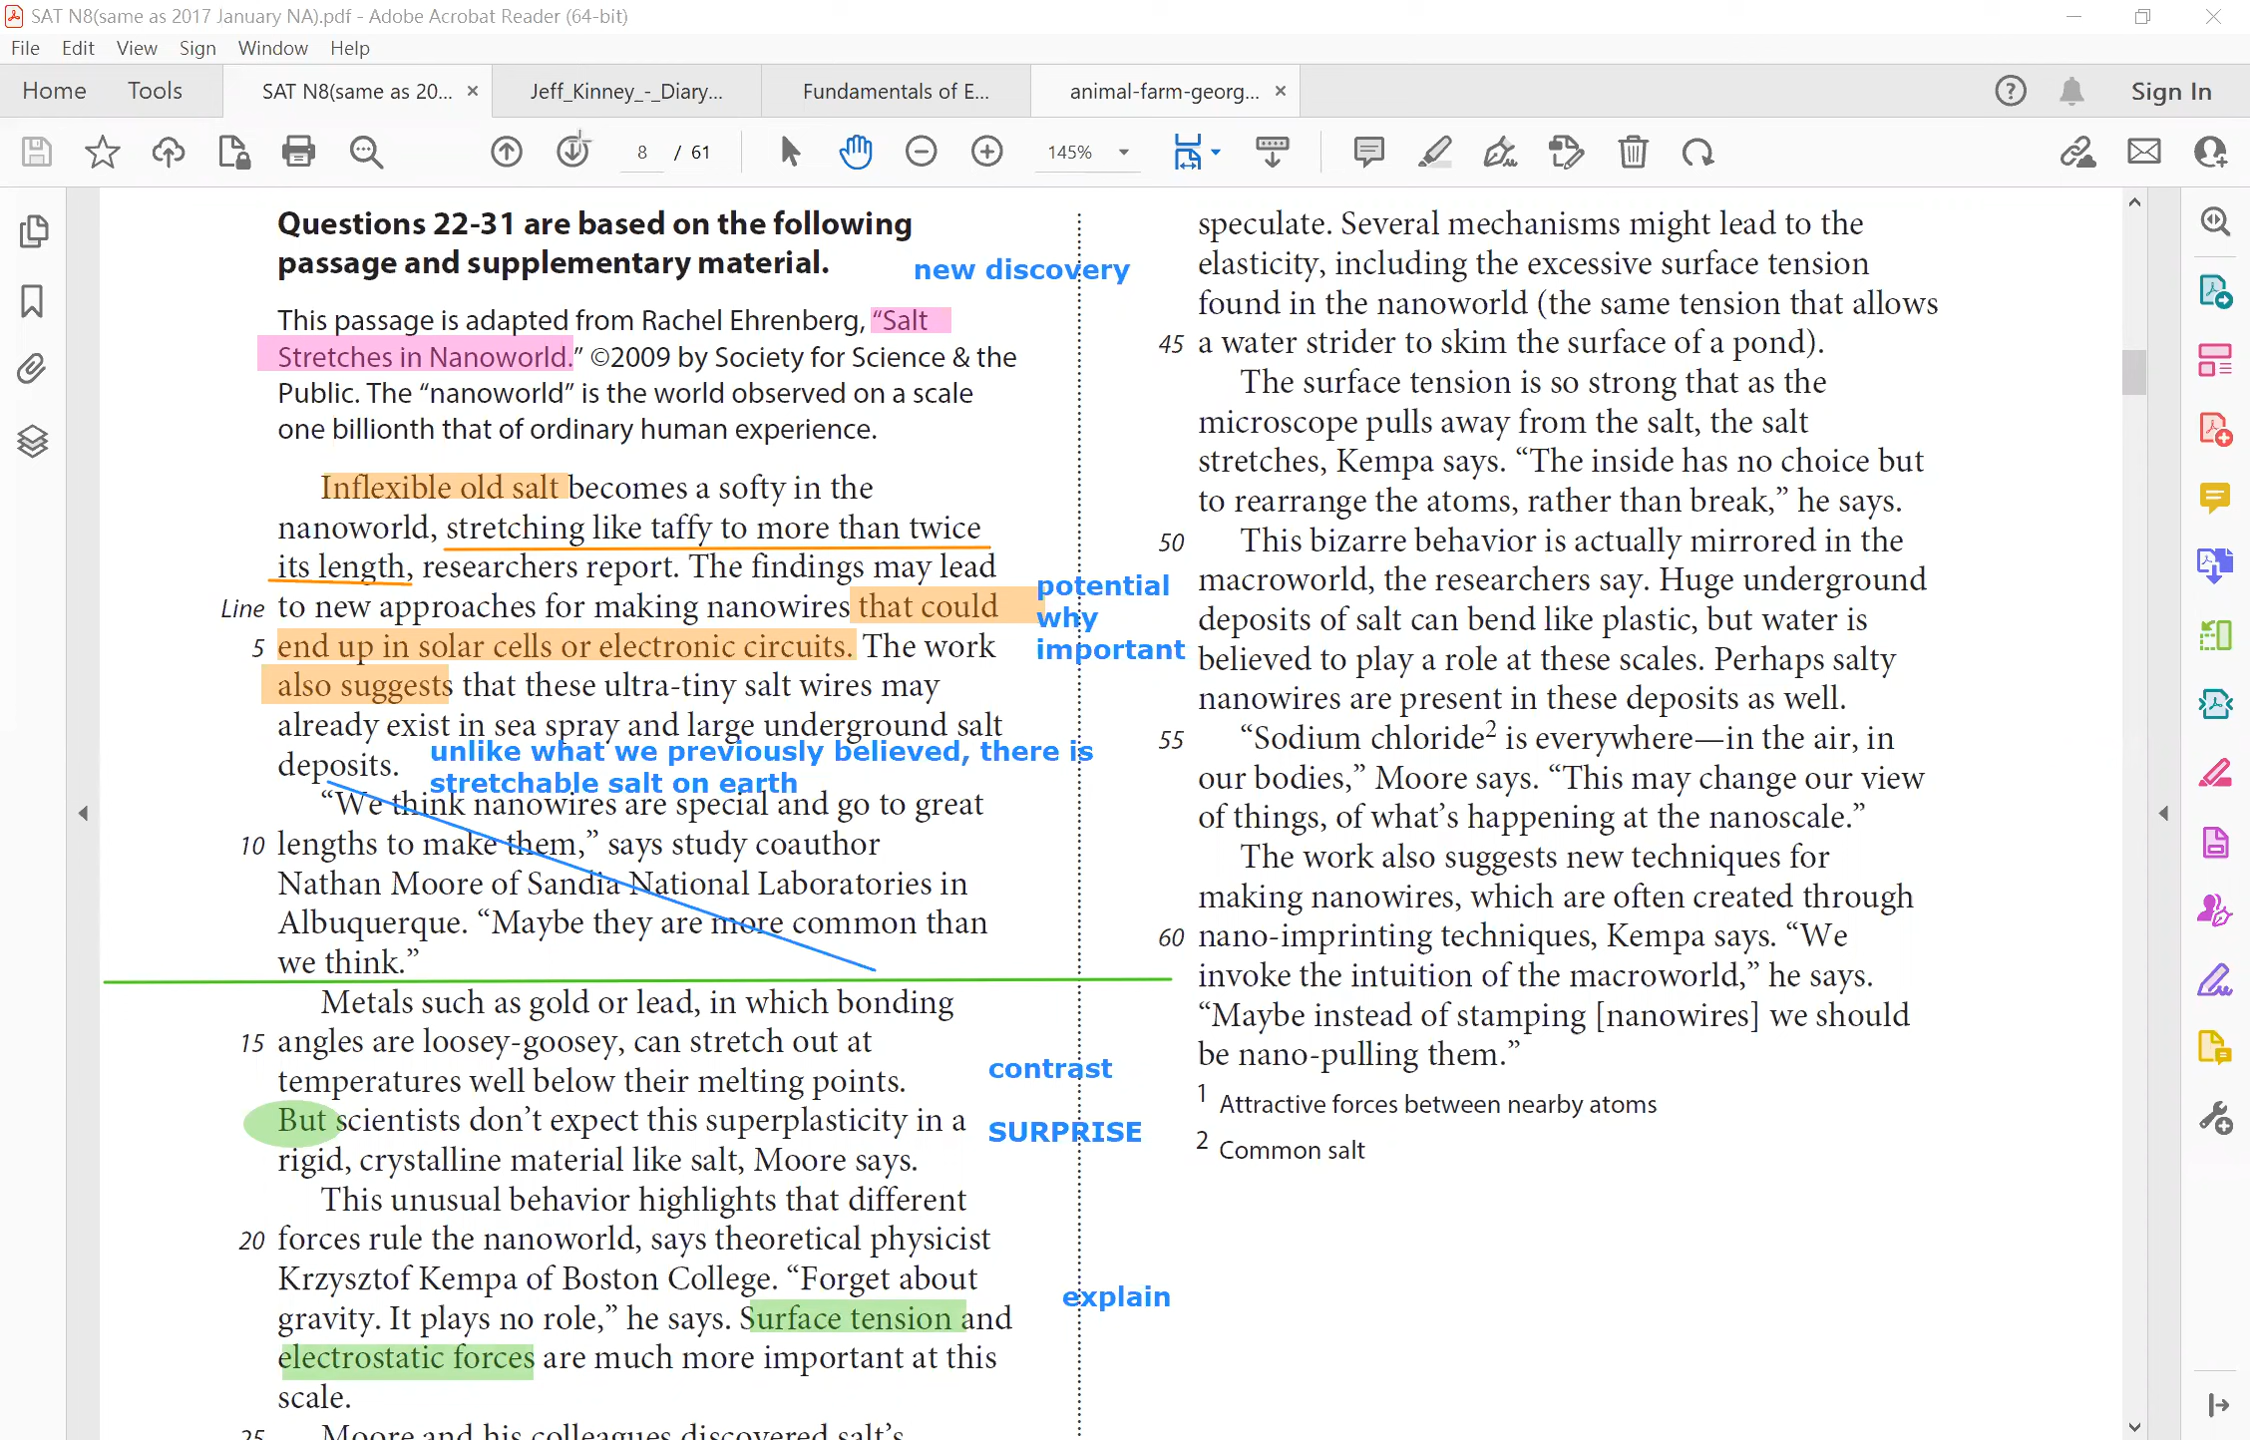 SAT N8(same as 2017 January NA).pdf - Adobe Acrobat Reader (64-bit)
File Edit View Sign Window Help
Home Tools SAT N8(same as 20... × Jeff_Kinney_-_Diary... Fundamentals of E... animal-farm-georg... × Sign In
8 / 61 145%
Questions 22-31 are based on the following
passage and supplementary material.
new discovery
This passage is adapted from Rachel Ehrenberg, “Salt
Stretches in Nanoworld.” ©2009 by Society for Science & the
Public. The “nanoworld” is the world observed on a scale
one billionth that of ordinary human experience.
Inflexible old salt becomes a softy in the
nanoworld, stretching like taffy to more than twice
its length, researchers report. The findings may lead
Line to new approaches for making nanowires that could
5 end up in solar cells or electronic circuits. The work
also suggests that these ultra-tiny salt wires may
already exist in sea spray and large underground salt
deposits.
potential
why
important
unlike what we previously believed, there is
stretchable salt on earth
“We think nanowires are special and go to great
10 lengths to make them,” says study coauthor
Nathan Moore of Sandia National Laboratories in
Albuquerque. “Maybe they are more common than
we think.”
Metals such as gold or lead, in which bonding
15 angles are loosey-goosey, can stretch out at
temperatures well below their melting points.
But scientists don’t expect this superplasticity in a
rigid, crystalline material like salt, Moore says.
contrast
SURPRISE
This unusual behavior highlights that different
20 forces rule the nanoworld, says theoretical physicist
Krzysztof Kempa of Boston College. “Forget about
gravity. It plays no role,” he says. Surface tension and
electrostatic forces are much more important at this
scale.
explain
25 Moore and his colleagues discovered salt’s
speculate. Several mechanisms might lead to the
elasticity, including the excessive surface tension
found in the nanoworld (the same tension that allows
45 a water strider to skim the surface of a pond).
The surface tension is so strong that as the
microscope pulls away from the salt, the salt
stretches, Kempa says. “The inside has no choice but
to rearrange the atoms, rather than break,” he says.
50 This bizarre behavior is actually mirrored in the
macroworld, the researchers say. Huge underground
deposits of salt can bend like plastic, but water is
believed to play a role at these scales. Perhaps salty
nanowires are present in these deposits as well.
55 “Sodium chloride2 is everywhere—in the air, in
our bodies,” Moore says. “This may change our view
of things, of what’s happening at the nanoscale.”
The work also suggests new techniques for
making nanowires, which are often created through
60 nano-imprinting techniques, Kempa says. “We
invoke the intuition of the macroworld,” he says.
“Maybe instead of stamping [nanowires] we should
be nano-pulling them.”
1 Attractive forces between nearby atoms
2 Common salt